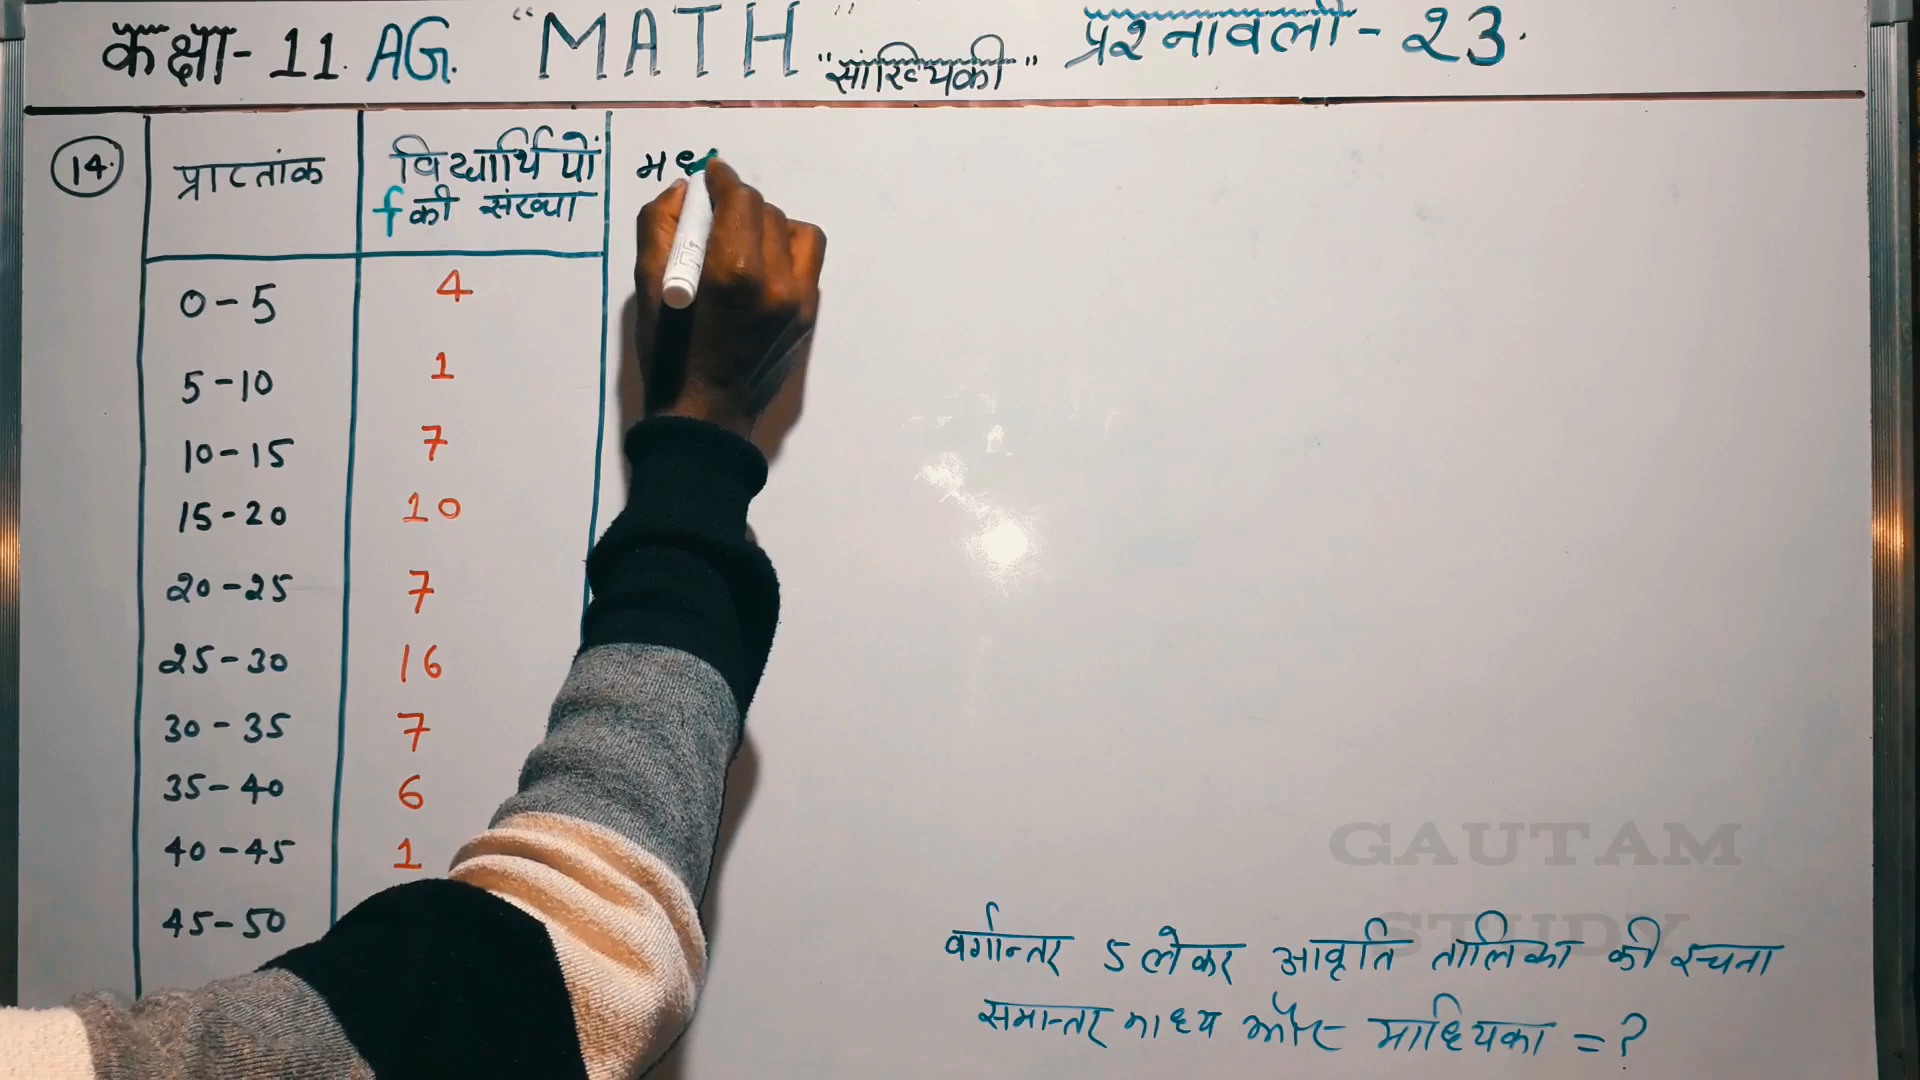 कक्षा- 11. AG. "MATH" "सांख्यिकी" प्रश्नावली - 23.
14. प्राप्तांक विद्यार्थियों
f की संख्या
0-5 4
5-10 1
10-15 7
15-20 10
20-25 7
25-30 16
30-35 7
35-40 6
40-45 1
45-50
GAUTAM
STUDY
वर्गान्तर 5 लेकर आवृति तालिका की रचना
समान्तर माध्य और माध्यिका = ?